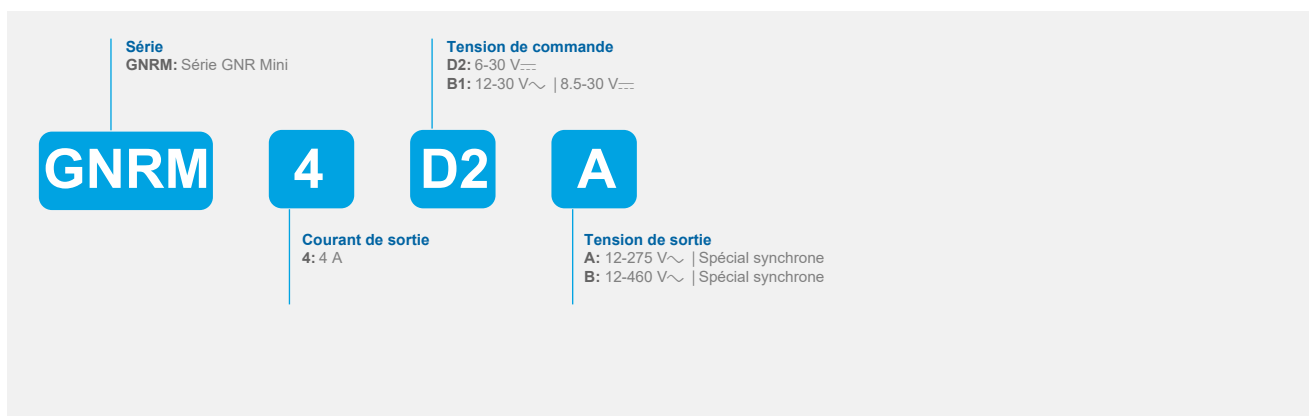 Série
GNRM: Série GNR Mini
Tension de commande
D2: 6-30 V⎓
B1: 12-30 V∿ | 8.5-30 V⎓
GNRM 4 D2 A
Courant de sortie
4: 4 A
Tension de sortie
A: 12-275 V∿ | Spécial synchrone
B: 12-460 V∿ | Spécial synchrone